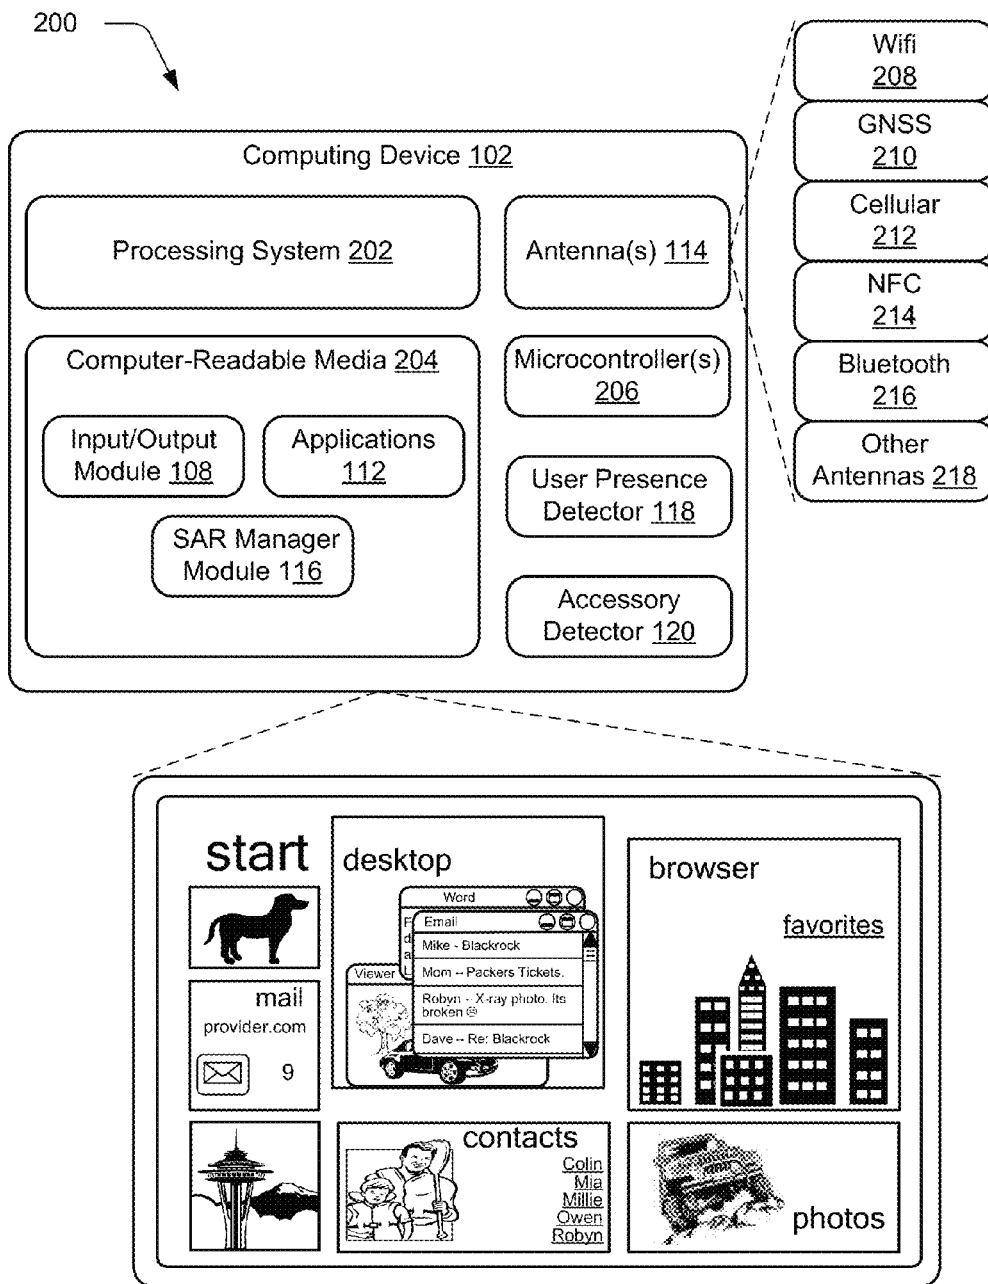 200
Wifi
208
GNSS
210
Cellular
212
NFC
214
Bluetooth
216
Other
Antennas 218
Computing Device 102
Processing System 202
Antenna(s) 114
Computer-Readable Media 204
Input/Output
Module 108
Applications
112
SAR Manager
Module 116
Microcontroller(s)
206
User Presence
Detector 118
Accessory
Detector 120
start
mail
provider.com
9
desktop
Word
F
d
a
L
Email
Mike - Blackrock
Mom -- Packers Tickets.
Robyn -- X-ray photo. Its
broken ☹
Dave -- Re: Blackrock
Viewer
browser
favorites
contacts
Colin
Mia
Millie
Owen
Robyn
photos